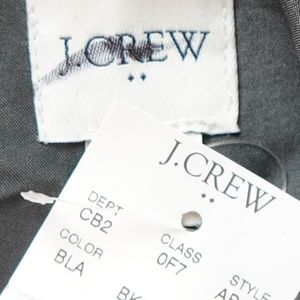 J.CREW
J.CREW
DEPT CLASS STYLE
CB2 0F7
COLOR
BLA